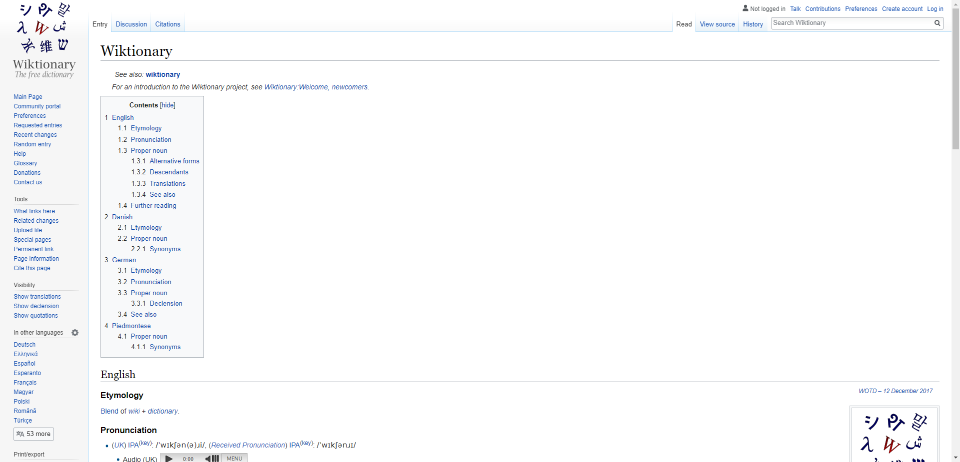 Not logged in Talk Contributions Preferences Create account Log in
Entry Discussion Citations Read View source History Search Wiktionary
Wiktionary
The free dictionary
Main Page
Community portal
Preferences
Requested entries
Recent changes
Random entry
Help
Glossary
Donations
Contact us
Tools
What links here
Related changes
Upload file
Special pages
Permanent link
Page information
Cite this page
Visibility
Show translations
Show declension
Show quotations
In other languages
Deutsch
Ελληνικά
Español
Esperanto
Français
Magyar
Polski
Română
Türkçe
53 more
Print/export
Wiktionary
See also: wiktionary
For an introduction to the Wiktionary project, see Wiktionary:Welcome, newcomers.
Contents [hide]
1 English
1.1 Etymology
1.2 Pronunciation
1.3 Proper noun
1.3.1 Alternative forms
1.3.2 Descendants
1.3.3 Translations
1.3.4 See also
1.4 Further reading
2 Danish
2.1 Etymology
2.2 Proper noun
2.2.1 Synonyms
3 German
3.1 Etymology
3.2 Pronunciation
3.3 Proper noun
3.3.1 Declension
3.4 See also
4 Piedmontese
4.1 Proper noun
4.1.1 Synonyms
English
WOTD – 12 December 2017
Etymology
Blend of wiki + dictionary.
Pronunciation
(UK) IPA(key): /ˈwɪkʃən(ə)ɹi/, (Received Pronunciation) IPA(key): /ˈwɪkʃənɹɪ/
Audio (UK) 0:00 MENU